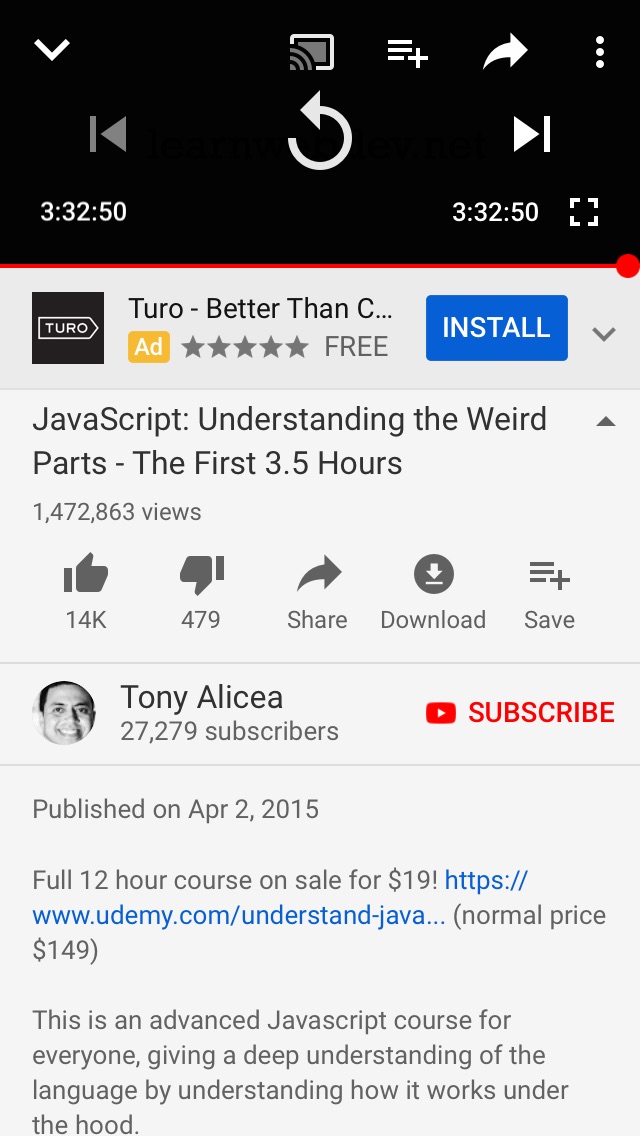 learnwebdev.net
3:32:50 3:32:50
TURO
Turo - Better Than C...
INSTALL
Ad FREE
JavaScript: Understanding the Weird
Parts - The First 3.5 Hours
1,472,863 views
14K 479 Share Download Save
Tony Alicea
27,279 subscribers
SUBSCRIBE
Published on Apr 2, 2015
Full 12 hour course on sale for $19! https://
www.udemy.com/understand-java... (normal price
$149)
This is an advanced Javascript course for
everyone, giving a deep understanding of the
language by understanding how it works under
the hood.